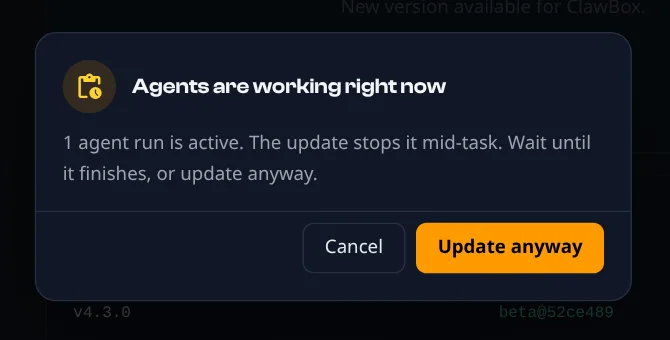 New version available for ClawBox.
Agents are working right now
1 agent run is active. The update stops it mid-task. Wait until
it finishes, or update anyway.
Cancel
Update anyway
v4.3.0
beta@52ce489